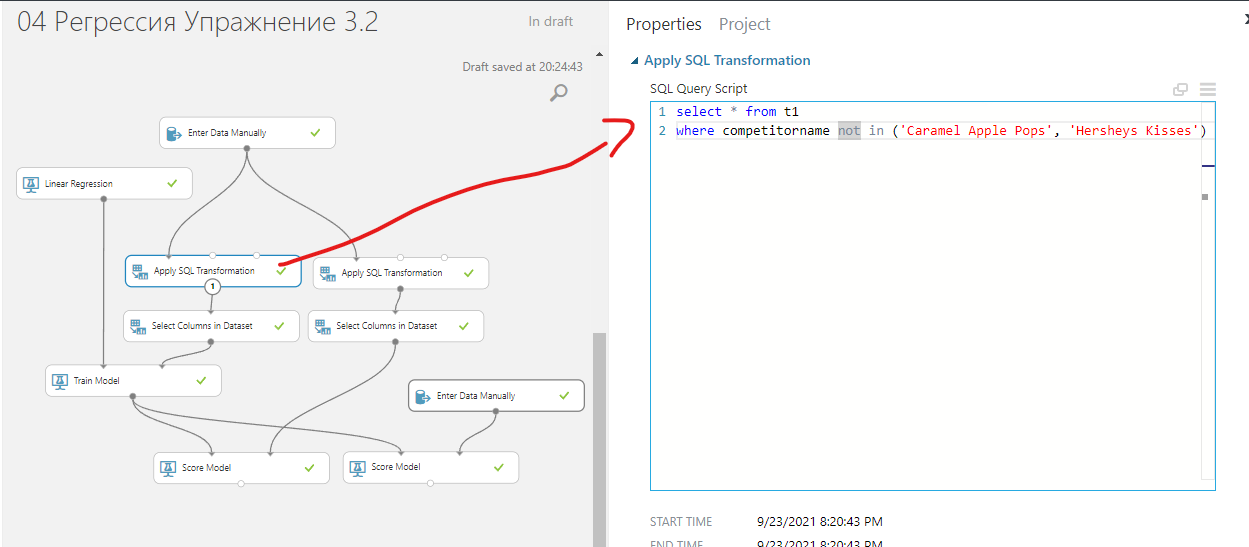 04 Регрессия Упражнение 3.2
In draft
Draft saved at 20:24:43
Enter Data Manually
Linear Regression
Apply SQL Transformation
Apply SQL Transformation
1
Select Columns in Dataset
Select Columns in Dataset
Train Model
Enter Data Manually
Score Model
Score Model
Properties Project
Apply SQL Transformation
SQL Query Script
1 select * from t1
2 where competitorname not in ('Caramel Apple Pops', 'Hersheys Kisses')
START TIME 9/23/2021 8:20:43 PM
END TIME 9/23/2021 8:20:43 PM